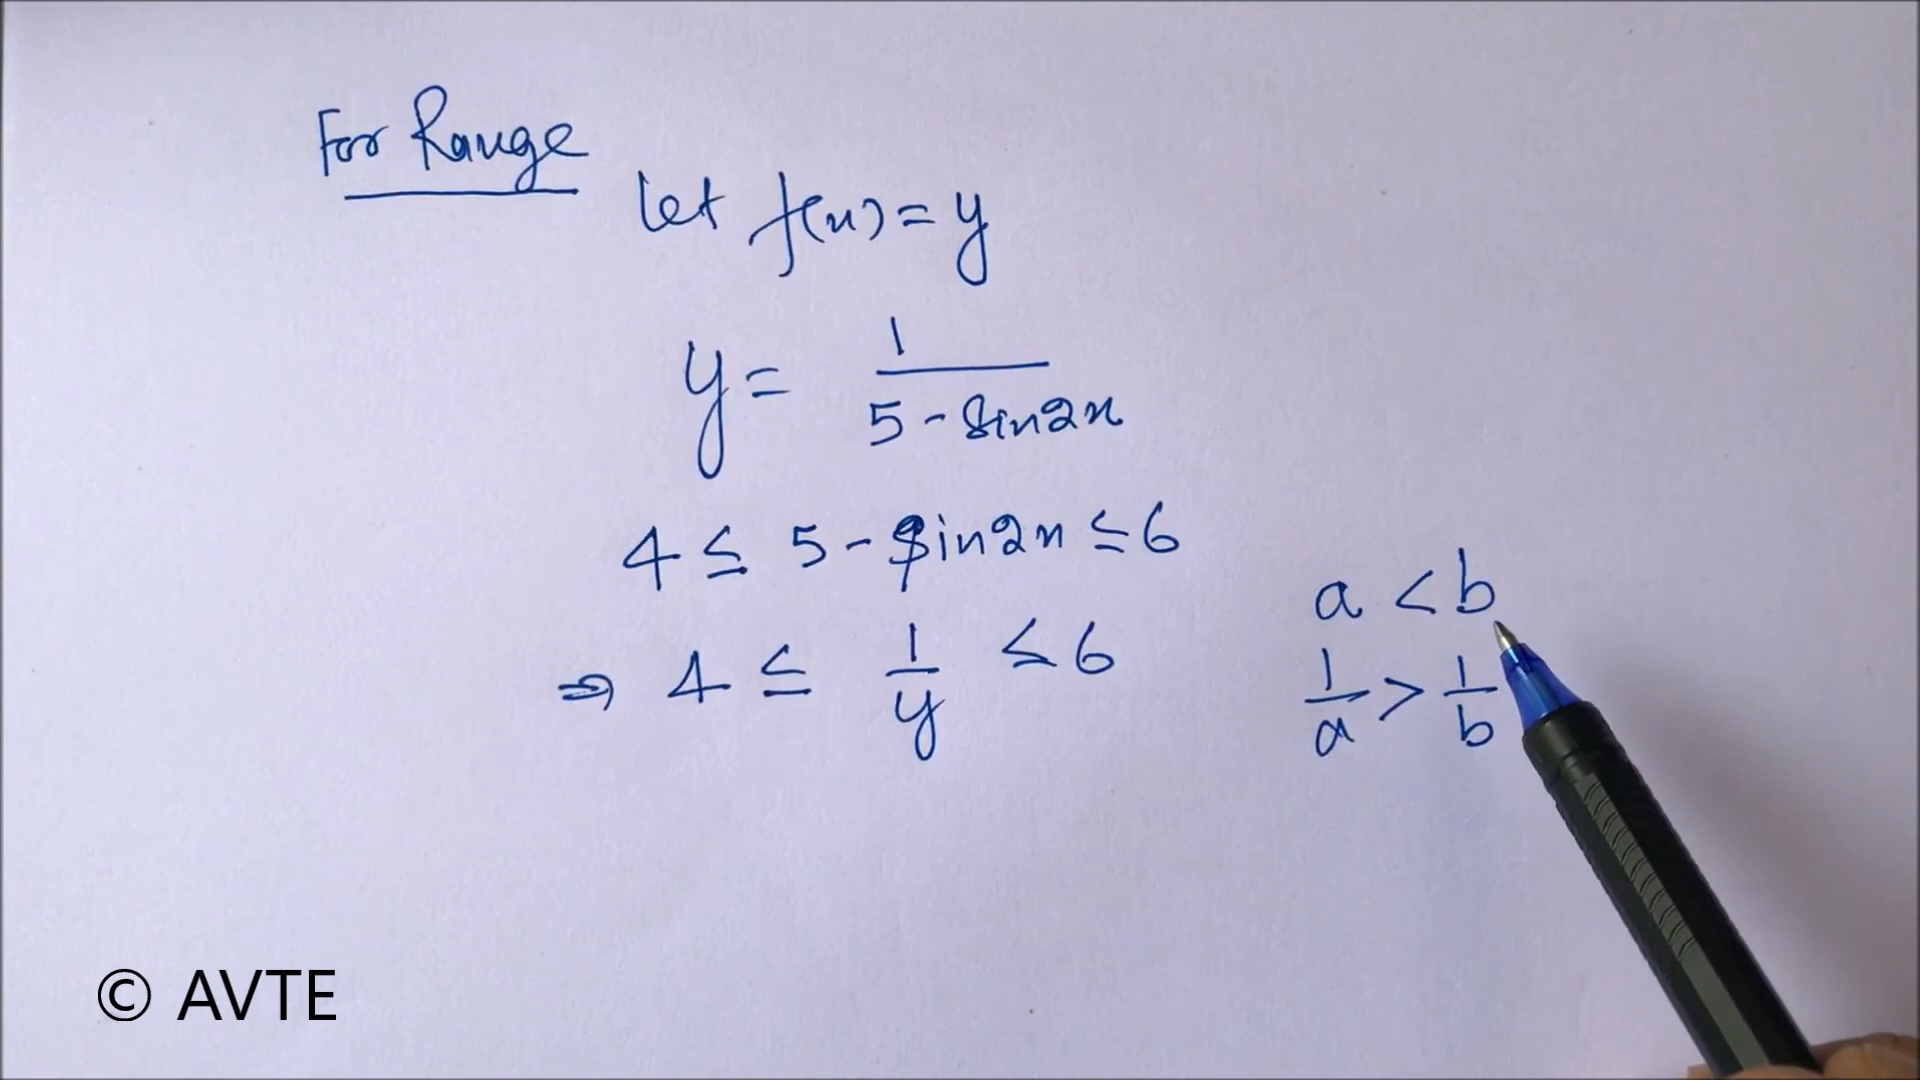 For Range
let f(x) = y
y = 1 / (5 - Sin2x)
4 ≤ 5 - Sin2x ≤ 6
⇒ 4 ≤ 1/y ≤ 6
a < b
1/a > 1/b
© AVTE